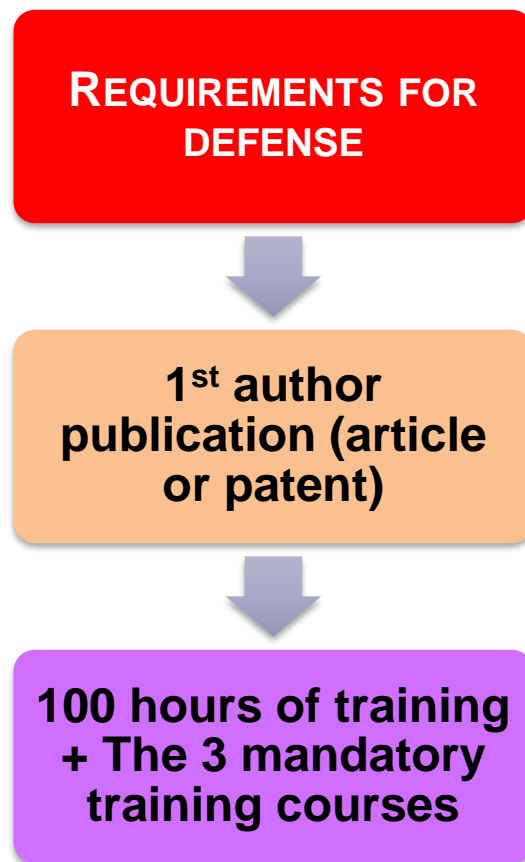 REQUIREMENTS FOR
DEFENSE
1st author
publication (article
or patent)
100 hours of training
+ The 3 mandatory
training courses